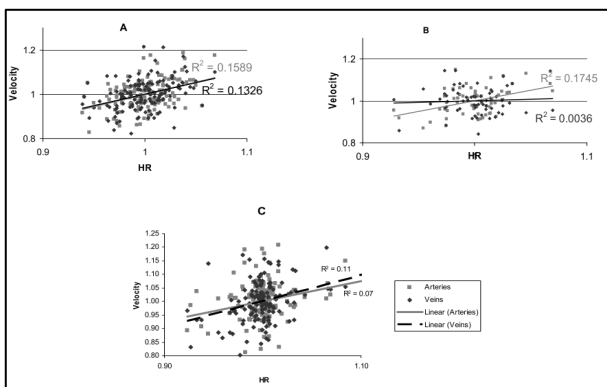 A
1.2
1
0.8
Velocity
R² = 0.1589
R² = 0.1326
0.9
1
1.1
HR
B
1.2
1
0.8
Velocity
R² = 0.1745
R² = 0.0036
0.9
1.1
HR
C
1.25
1.20
1.15
1.10
1.05
1.00
0.95
0.90
0.85
0.80
Velocity
R² = 0.11
R² = 0.07
0.90
1.10
HR
Arteries
Veins
Linear (Arteries)
Linear (Veins)